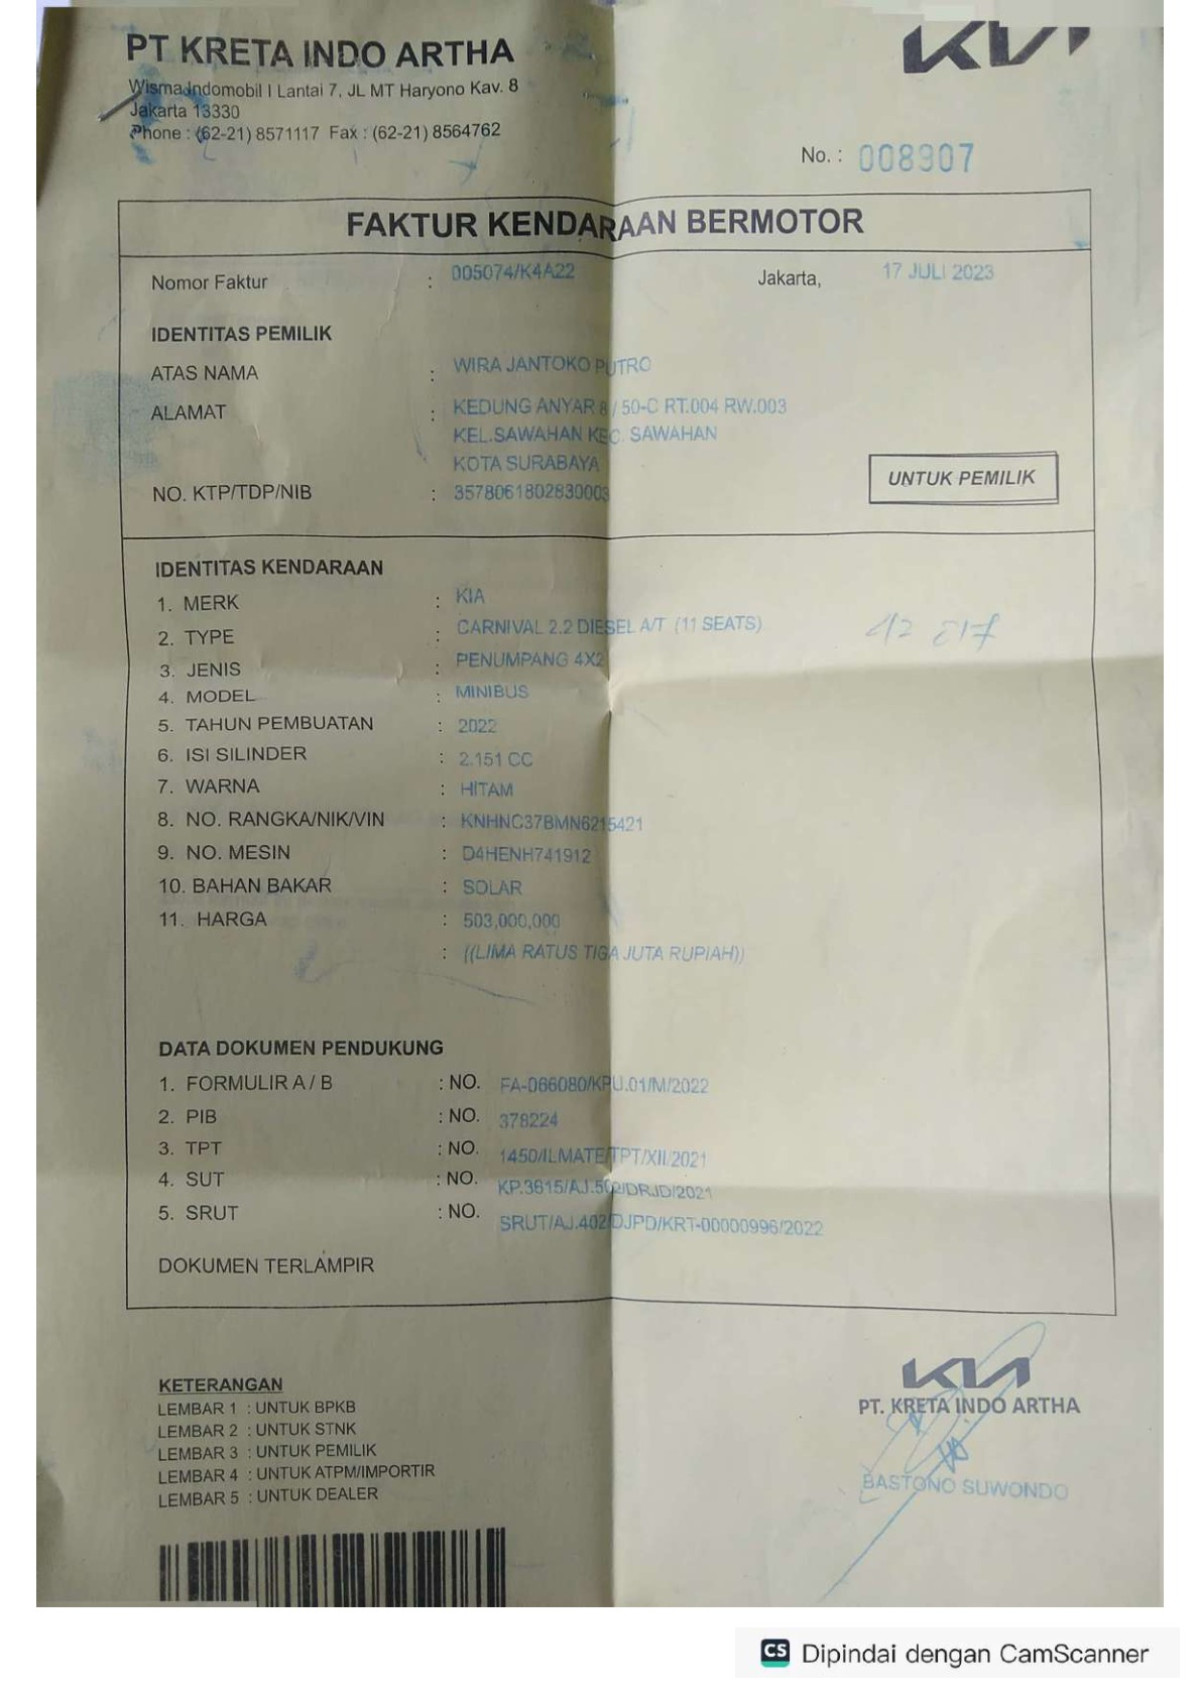 PT KRETA INDO ARTHA
Wisma Indomobil I Lantai 7, JL MT Haryono Kav. 8
Jakarta 13330
Phone : (62-21) 8571117 Fax : (62-21) 8564762
KIA
No. : 008907
FAKTUR KENDARAAN BERMOTOR
Nomor Faktur : 005074/K4A22 Jakarta, 17 JULI 2023
IDENTITAS PEMILIK
ATAS NAMA : WIRA JANTOKO PUTRO
ALAMAT : KEDUNG ANYAR 8 / 50-C RT.004 RW.003
KEL.SAWAHAN KEC. SAWAHAN
KOTA SURABAYA
UNTUK PEMILIK
NO. KTP/TDP/NIB : 3578061802830003
IDENTITAS KENDARAAN
1. MERK : KIA
2. TYPE : CARNIVAL 2.2 DIESEL A/T (11 SEATS)
3. JENIS : PENUMPANG 4X2
4. MODEL : MINIBUS
5. TAHUN PEMBUATAN : 2022
6. ISI SILINDER : 2.151 CC
7. WARNA : HITAM
8. NO. RANGKA/NIK/VIN : KNHNC37BMN6215421
9. NO. MESIN : D4HENH741912
10. BAHAN BAKAR : SOLAR
11. HARGA : 503,000,000
: ((LIMA RATUS TIGA JUTA RUPIAH))
DATA DOKUMEN PENDUKUNG
1. FORMULIR A / B : NO. FA-066080/KPU.01/M/2022
2. PIB : NO. 378224
3. TPT : NO. 1450/ILMATE/TPT/XII/2021
4. SUT : NO. KP.3615/AJ.502/DRJD/2021
5. SRUT : NO. SRUT/AJ.402/DJPD/KRT-00000996/2022
DOKUMEN TERLAMPIR
KETERANGAN
LEMBAR 1 : UNTUK BPKB
LEMBAR 2 : UNTUK STNK
LEMBAR 3 : UNTUK PEMILIK
LEMBAR 4 : UNTUK ATPM/IMPORTIR
LEMBAR 5 : UNTUK DEALER
KIA
PT. KRETA INDO ARTHA
BASTONO SUWONDO
CS Dipindai dengan CamScanner